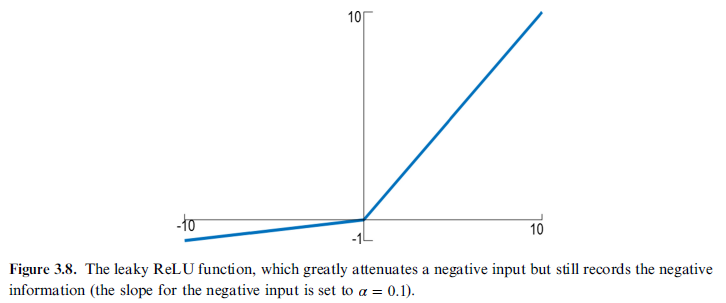 10
-10
10
-1
Figure 3.8. The leaky ReLU function, which greatly attenuates a negative input but still records the negative
information (the slope for the negative input is set to α = 0.1).